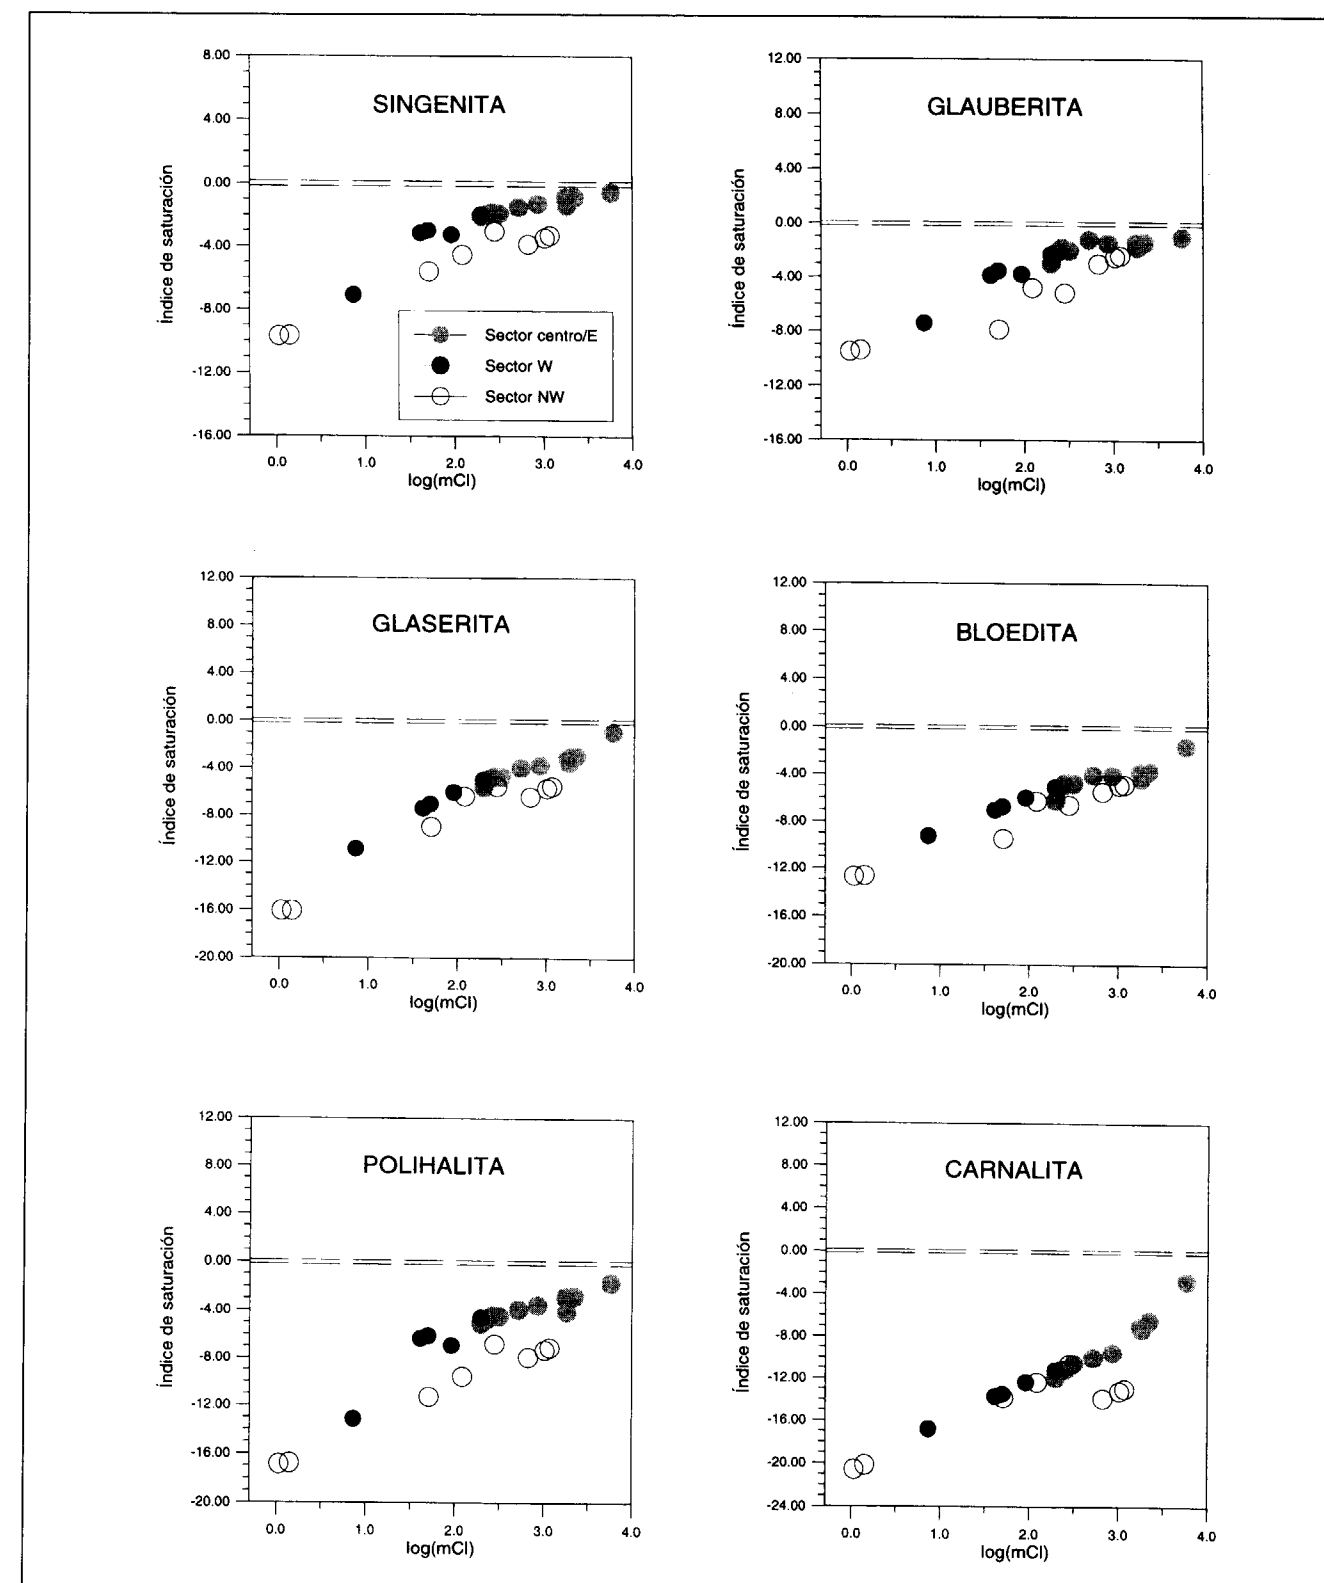 SINGENITA
Índice de saturación
8.00
4.00
0.00
-4.00
-8.00
-12.00
-16.00
Sector centro/E
Sector W
Sector NW
0.0 1.0 2.0 3.0 4.0
log(mCl)
GLAUBERITA
Índice de saturación
12.00
8.00
4.00
0.00
-4.00
-8.00
-12.00
-16.00
0.0 1.0 2.0 3.0 4.0
log(mCl)
GLASERITA
Índice de saturación
12.00
8.00
4.00
0.00
-4.00
-8.00
-12.00
-16.00
-20.00
0.0 1.0 2.0 3.0 4.0
log(mCl)
BLOEDITA
Índice de saturación
12.00
8.00
4.00
0.00
-4.00
-8.00
-12.00
-16.00
-20.00
0.0 1.0 2.0 3.0 4.0
log(mCl)
POLIHALITA
Índice de saturación
12.00
8.00
4.00
0.00
-4.00
-8.00
-12.00
-16.00
-20.00
0.0 1.0 2.0 3.0 4.0
log(mCl)
CARNALITA
Índice de saturación
12.00
8.00
4.00
0.00
-4.00
-8.00
-12.00
-16.00
-20.00
-24.00
0.0 1.0 2.0 3.0 4.0
log(mCl)